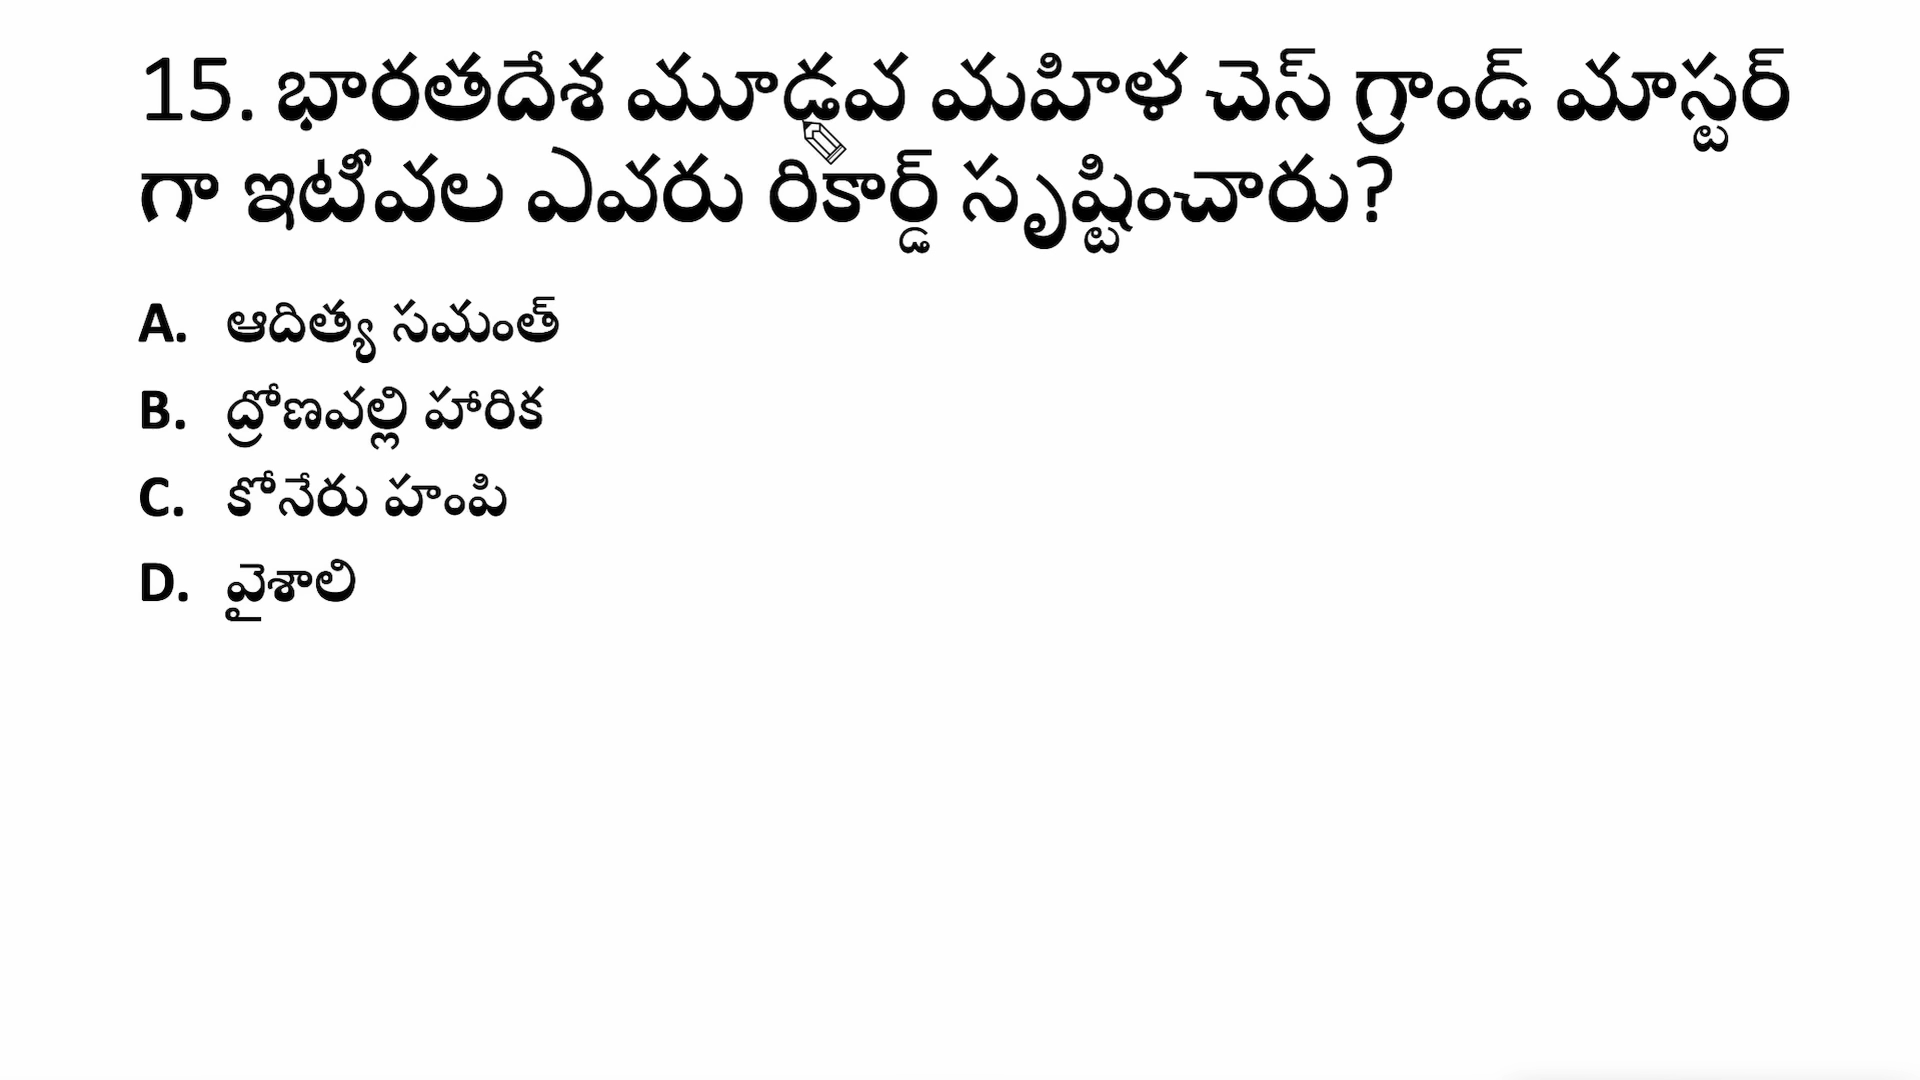 15. భారతదేశ మూడవ మహిళ చెస్ గ్రాండ్ మాస్టర్
గా ఇటీవల ఎవరు రికార్డ్ సృష్టించారు?
A. ఆదిత్య సమంత్
B. ద్రోణవల్లి హారిక
C. కోనేరు హంపి
D. వైశాలి